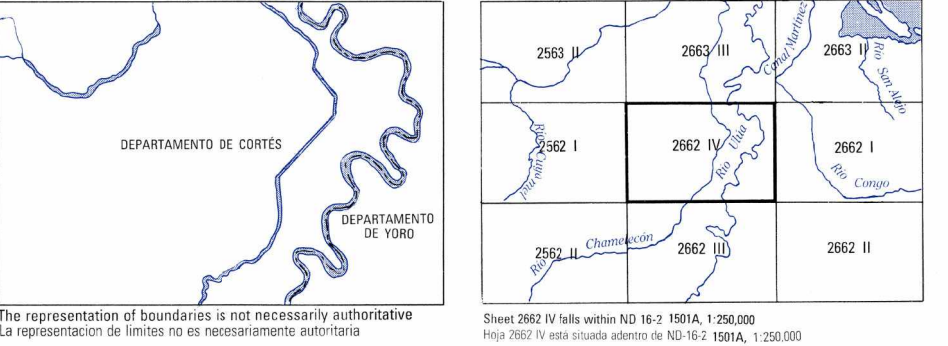 DEPARTAMENTO DE CORTÉS
DEPARTAMENTO
DE YORO
The representation of boundaries is not necessarily authoritative
La representacion de limites no es necesariamente autoritaria
2563 II
2663 III
Canal Martínez
2663 II
Río San Alejo
Río Cuyamel
2562 I
2662 IV
Río Ulúa
2662 I
Río Congo
2562 II
Río Chamelecón
2662 III
2662 II
Sheet 2662 IV falls within ND 16-2 1501A, 1:250,000
Hoja 2662 IV está situada adentro de ND-16-2 1501A, 1:250,000